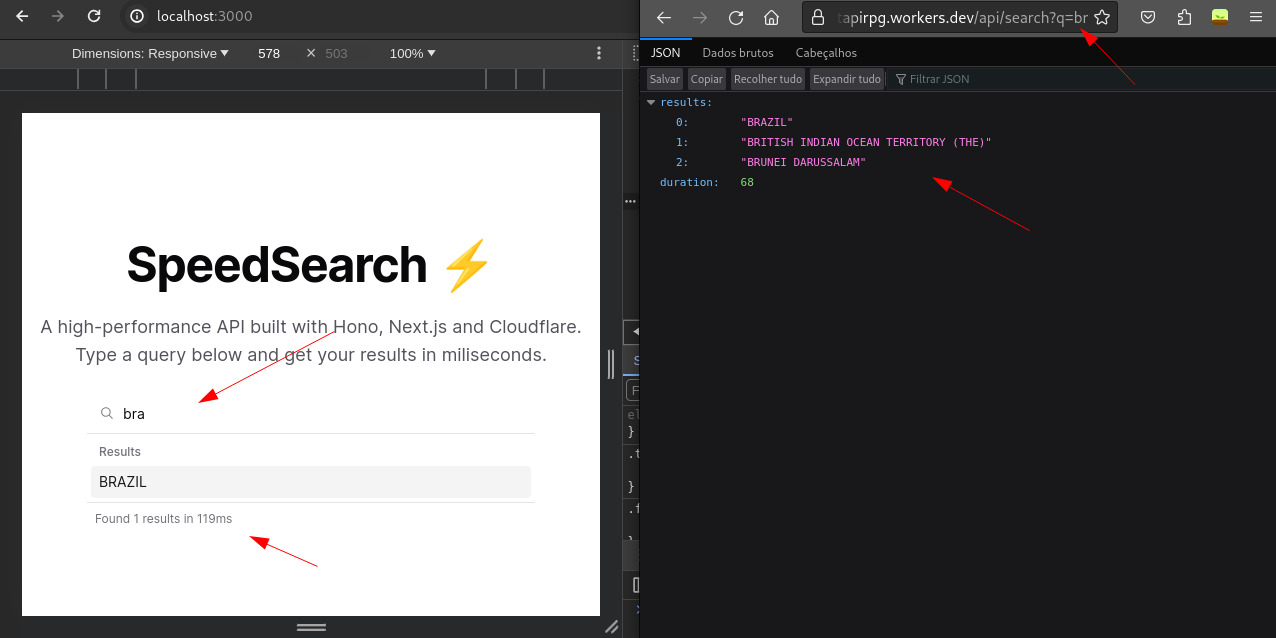 localhost:3000
Dimensions: Responsive 578 × 503 100%
SpeedSearch ⚡
A high-performance API built with Hono, Next.js and Cloudflare.
Type a query below and get your results in miliseconds.
bra
Results
BRAZIL
Found 1 results in 119ms
tapirpg.workers.dev/api/search?q=br
JSON Dados brutos Cabeçalhos
Salvar Copiar Recolher tudo Expandir tudo Filtrar JSON
results:
0: "BRAZIL"
1: "BRITISH INDIAN OCEAN TERRITORY (THE)"
2: "BRUNEI DARUSSALAM"
duration: 68